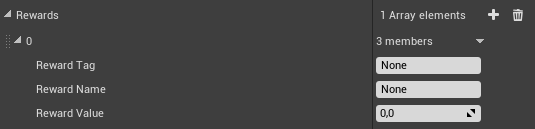 Rewards 1 Array elements
0 3 members
Reward Tag None
Reward Name None
Reward Value 0,0